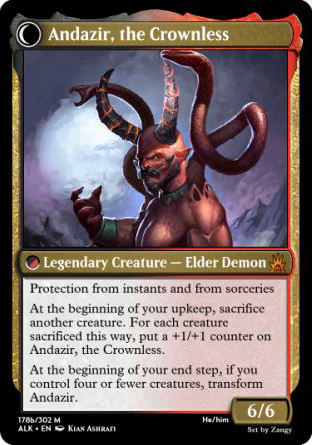 Andazir, the Crownless
Legendary Creature — Elder Demon
Protection from instants and from sorceries
At the beginning of your upkeep, sacrifice
another creature. For each creature
sacrificed this way, put a +1/+1 counter on
Andazir, the Crownless.
At the beginning of your end step, if you
control four or fewer creatures, transform
Andazir.
6/6
178b/302 M
He/him
Set by Zangy
ALK • EN Kian Ashrafi